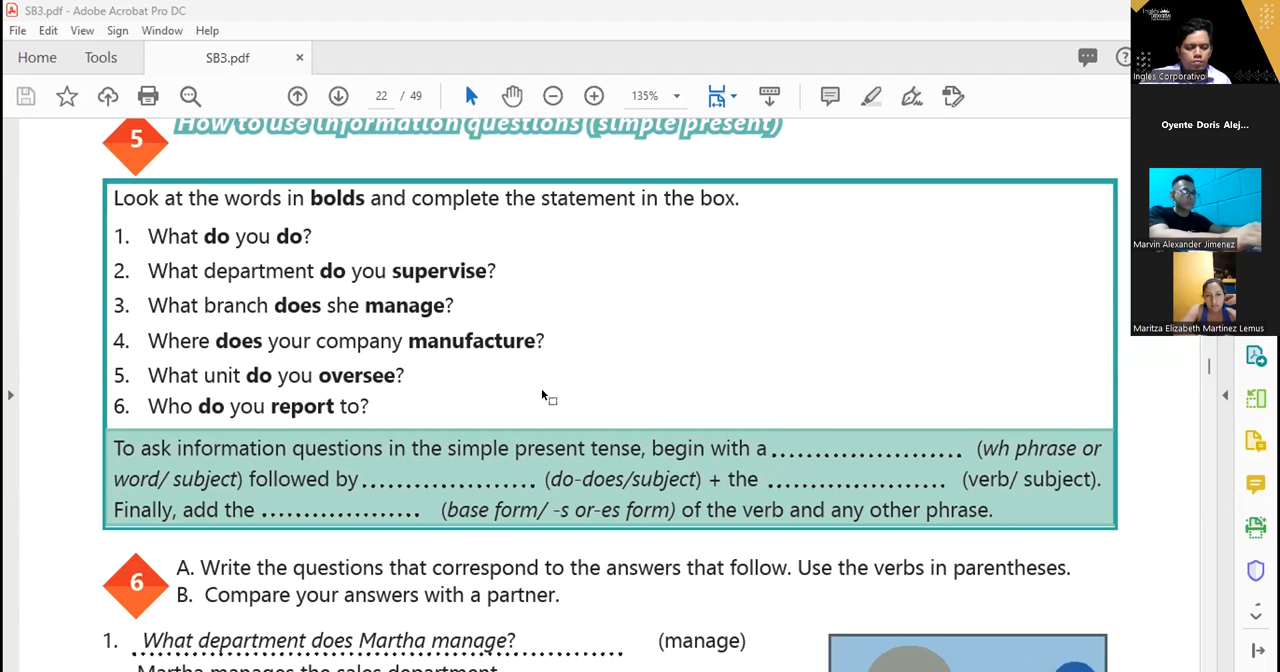 SB3.pdf - Adobe Acrobat Pro DC
File Edit View Sign Window Help
Home Tools SB3.pdf ×
22 / 49 135%
5 How to use information questions (simple present)
Look at the words in bolds and complete the statement in the box.
1. What do you do?
2. What department do you supervise?
3. What branch does she manage?
4. Where does your company manufacture?
5. What unit do you oversee?
6. Who do you report to?
To ask information questions in the simple present tense, begin with a ..................... (wh phrase or
word/ subject) followed by ................... (do-does/subject) + the ................... (verb/ subject).
Finally, add the ................. (base form/ -s or-es form) of the verb and any other phrase.
6 A. Write the questions that correspond to the answers that follow. Use the verbs in parentheses.
B. Compare your answers with a partner.
1. What department does Martha manage? (manage)
Martha manages the sales department.
Inglés Corporativo
Inglés Corporativo
Oyente Doris Alej...
Marvin Alexander Jimenez
Maritza Elizabeth Martinez Lemus